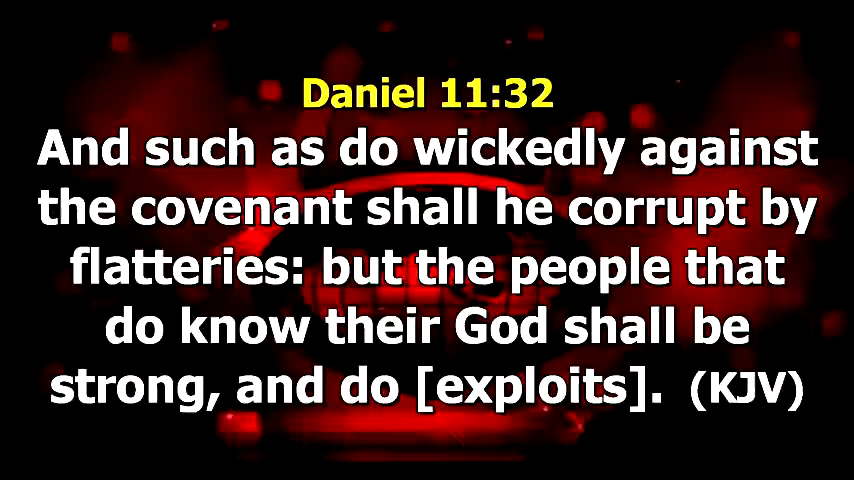 Daniel 11:32
And such as do wickedly against
the covenant shall he corrupt by
flatteries: but the people that
do know their God shall be
strong, and do [exploits]. (KJV)